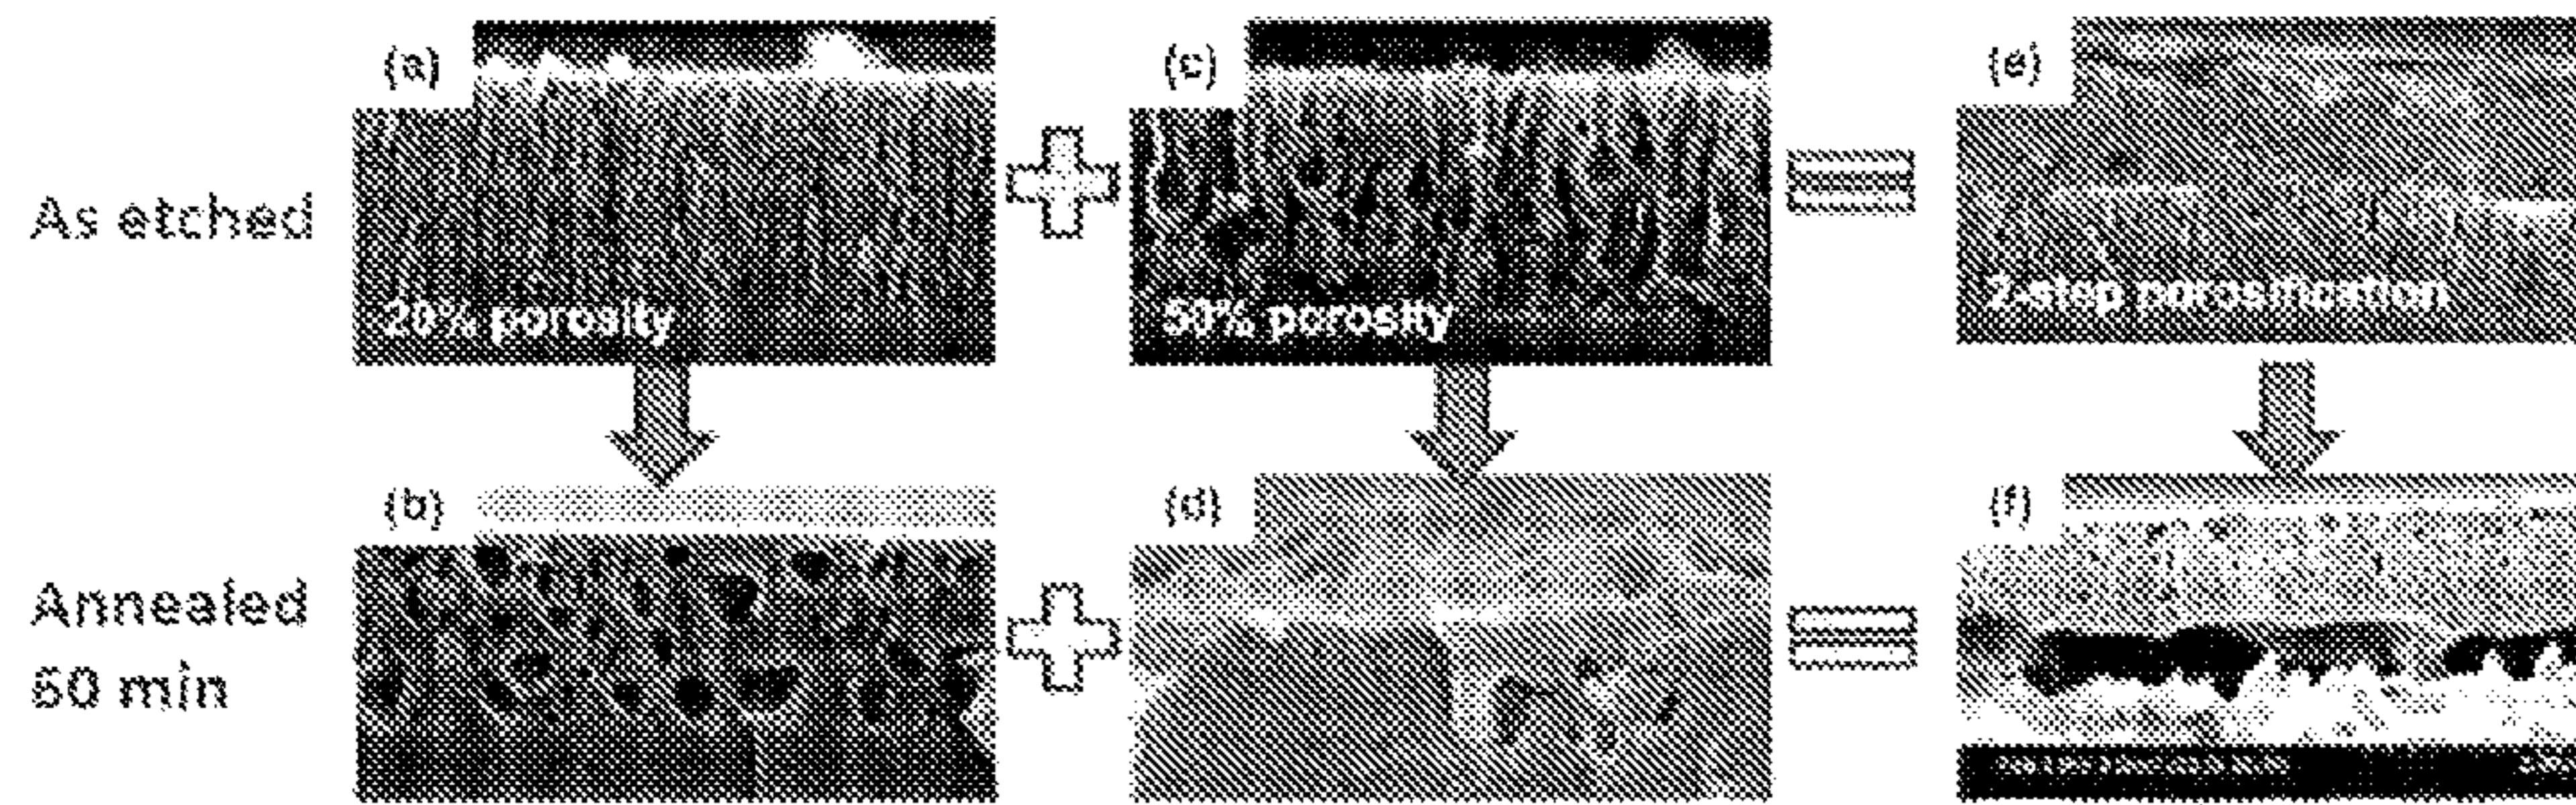 (a)
(c)
(e)
As etched
20% porosity
50% porosity
2-step porosification
(b)
(d)
(f)
Annealed
60 min